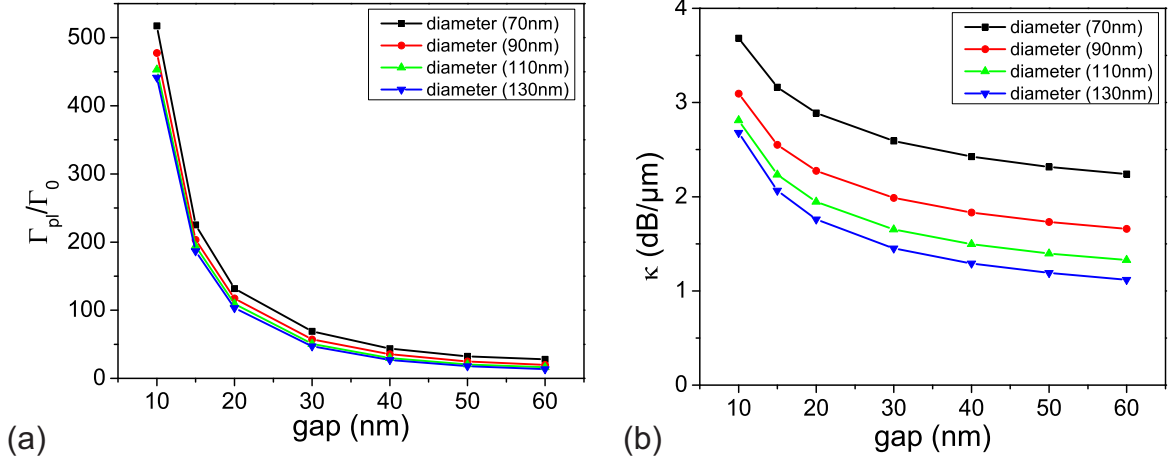 500
400
300
200
100
0
Γpl/Γ0
10 20 30 40 50 60
gap (nm)
diameter (70nm)
diameter (90nm)
diameter (110nm)
diameter (130nm)
(a)
4
3
2
1
0
κ (dB/μm)
10 20 30 40 50 60
gap (nm)
diameter (70nm)
diameter (90nm)
diameter (110nm)
diameter (130nm)
(b)